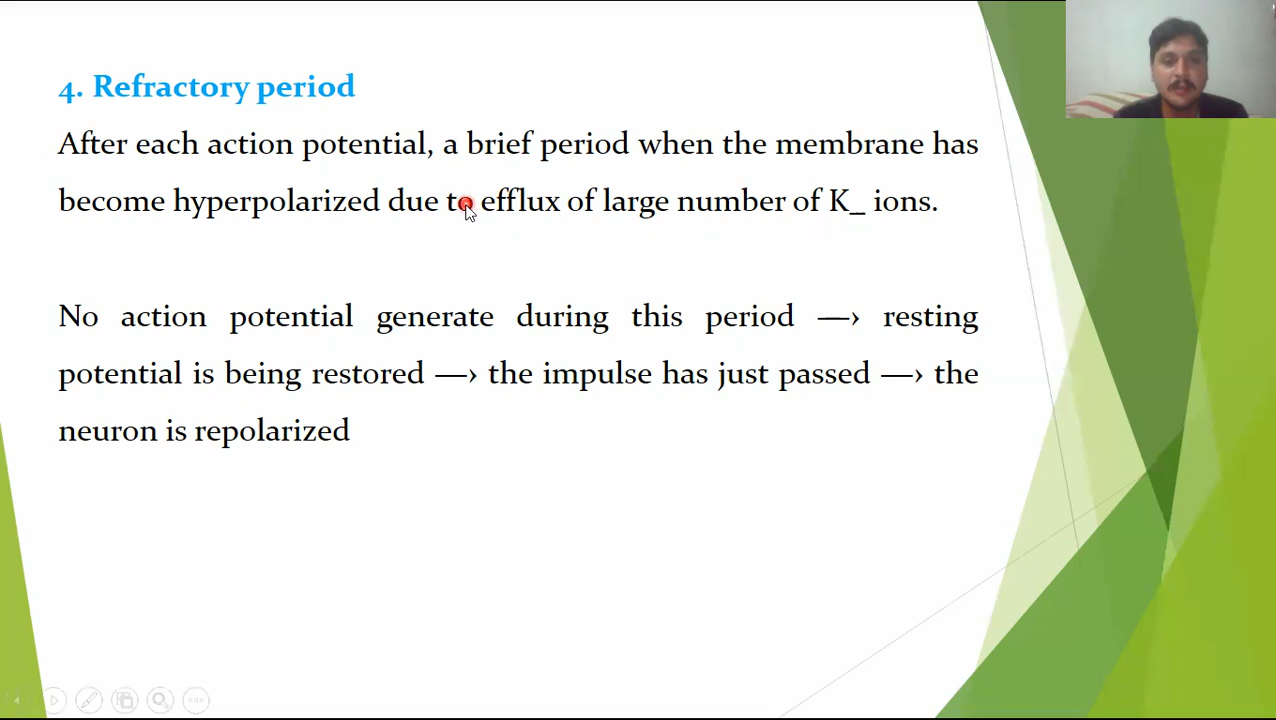 4. Refractory period
After each action potential, a brief period when the membrane has
become hyperpolarized due to efflux of large number of K_ ions.
No action potential generate during this period —› resting
potential is being restored —› the impulse has just passed —› the
neuron is repolarized